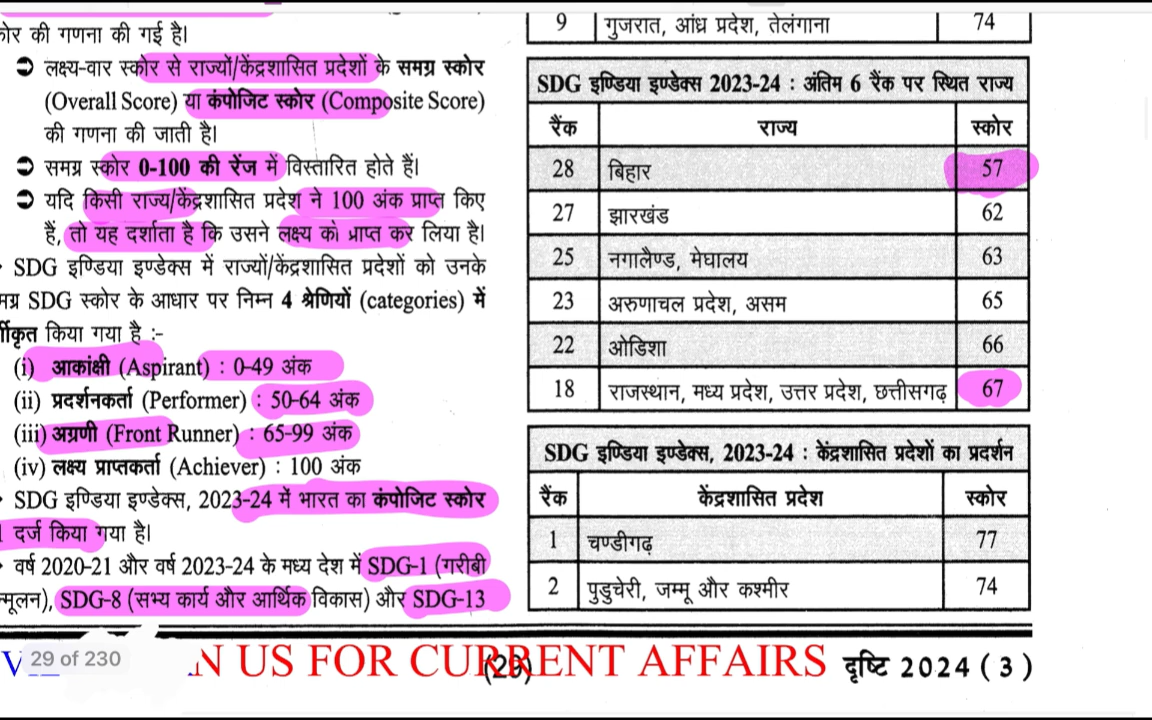 कोर की गणना की गई है।
➲ लक्ष्य-वार स्कोर से राज्यों/केंद्रशासित प्रदेशों के समग्र स्कोर
(Overall Score) या कंपोजिट स्कोर (Composite Score)
की गणना की जाती है।
➲ समग्र स्कोर 0-100 की रेंज में विस्तारित होते हैं।
➲ यदि किसी राज्य/केंद्रशासित प्रदेश ने 100 अंक प्राप्त किए
हैं, तो यह दर्शाता है कि उसने लक्ष्य को प्राप्त कर लिया है।
SDG इण्डिया इण्डेक्स में राज्यों/केंद्रशासित प्रदेशों को उनके
मग्र SDG स्कोर के आधार पर निम्न 4 श्रेणियों (categories) में
र्गीकृत किया गया है :-
(i) आकांक्षी (Aspirant) : 0-49 अंक
(ii) प्रदर्शनकर्ता (Performer) : 50-64 अंक
(iii) अग्रणी (Front Runner) : 65-99 अंक
(iv) लक्ष्य प्राप्तकर्ता (Achiever) : 100 अंक
SDG इण्डिया इण्डेक्स, 2023-24 में भारत का कंपोजिट स्कोर
दर्ज किया गया है।
वर्ष 2020-21 और वर्ष 2023-24 के मध्य देश में SDG-1 (गरीबी
न्मूलन), SDG-8 (सभ्य कार्य और आर्थिक विकास) और SDG-13
9 गुजरात, आंध्र प्रदेश, तेलंगाना 74
SDG इण्डिया इण्डेक्स 2023-24 : अंतिम 6 रैंक पर स्थित राज्य
रैंक राज्य स्कोर
28 बिहार 57
27 झारखंड 62
25 नगालैण्ड, मेघालय 63
23 अरुणाचल प्रदेश, असम 65
22 ओडिशा 66
18 राजस्थान, मध्य प्रदेश, उत्तर प्रदेश, छत्तीसगढ़ 67
SDG इण्डिया इण्डेक्स, 2023-24 : केंद्रशासित प्रदेशों का प्रदर्शन
रैंक केंद्रशासित प्रदेश स्कोर
1 चण्डीगढ़ 77
2 पुडुचेरी, जम्मू और कश्मीर 74
29 of 230
N US FOR CURRENT AFFAIRS
(29)
दृष्टि 2024 ( 3 )